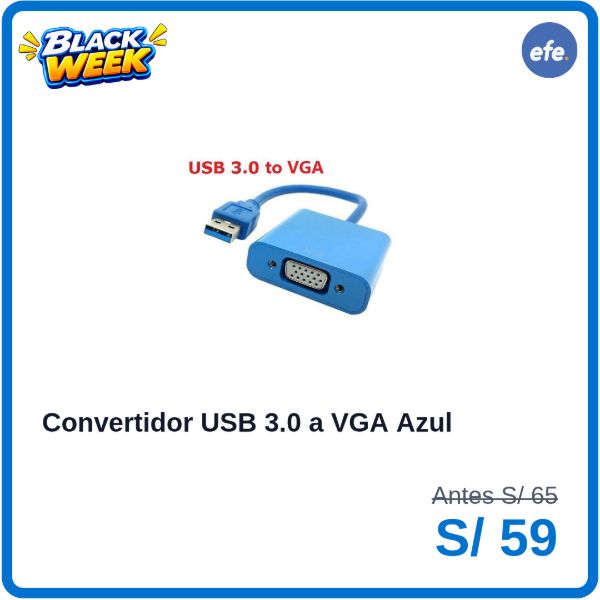 BLACK
WEEK
efe.
USB 3.0 to VGA
Convertidor USB 3.0 a VGA Azul
Antes S/ 65
S/ 59